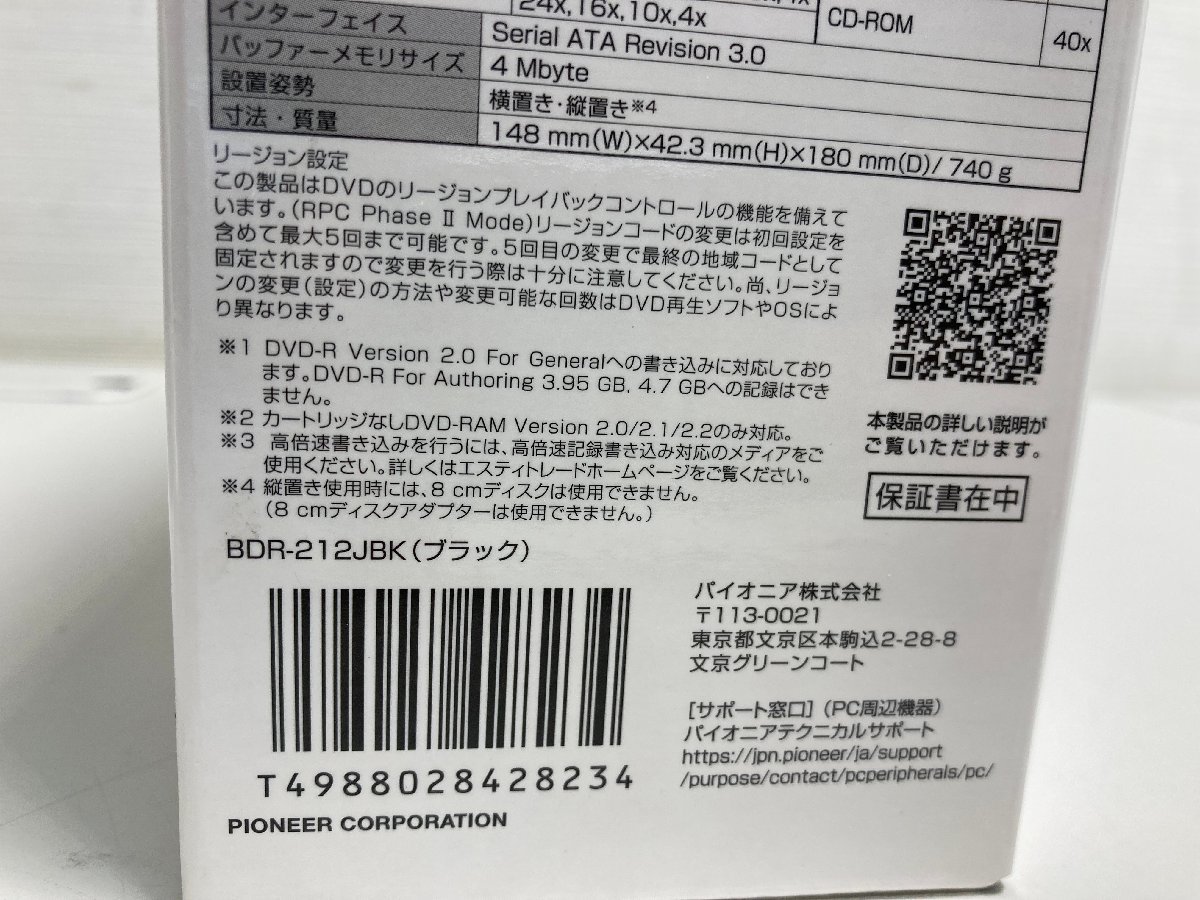 24x,16x,10x,4x
CD-ROM
40x
インターフェイス
Serial ATA Revision 3.0
バッファーメモリサイズ
4 Mbyte
設置姿勢
横置き・縦置き※4
寸法・質量
148 mm(W)×42.3 mm(H)×180 mm(D)/ 740 g
リージョン設定
この製品はDVDのリージョンプレイバックコントロールの機能を備えて
います。(RPC Phase Ⅱ Mode)リージョンコードの変更は初回設定を
含めて最大5回まで可能です。5回目の変更で最終の地域コードとして
固定されますので変更を行う際は十分に注意してください。尚、リージョ
ンの変更(設定)の方法や変更可能な回数はDVD再生ソフトやOSによ
り異なります。
※1 DVD-R Version 2.0 For Generalへの書き込みに対応しており
ます。DVD-R For Authoring 3.95 GB, 4.7 GBへの記録はでき
ません。
※2 カートリッジなしDVD-RAM Version 2.0/2.1/2.2のみ対応。
※3 高倍速書き込みを行うには、高倍速記録書き込み対応のメディアをご
使用ください。詳しくはエスティトレードホームページをご覧ください。
※4 縦置き使用時には、8 cmディスクは使用できません。
(8 cmディスクアダプターは使用できません。)
本製品の詳しい説明が
ご覧いただけます。
保証書在中
BDR-212JBK(ブラック)
T4988028428234
PIONEER CORPORATION
パイオニア株式会社
〒113-0021
東京都文京区本駒込2-28-8
文京グリーンコート
[サポート窓口](PC周辺機器)
パイオニアテクニカルサポート
https://jpn.pioneer/ja/support
/purpose/contact/pcperipherals/pc/